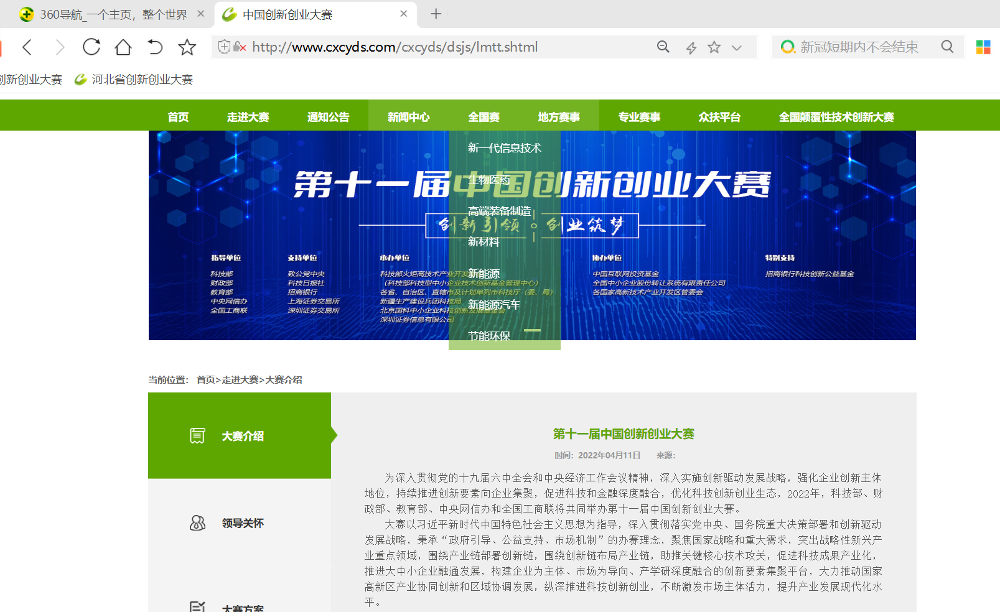 360导航_一个主页，整个世界
中国创新创业大赛
http://www.cxcyds.com/cxcyds/dsjs/lmtt.shtml
新冠短期内不会结束
创新创业大赛
河北省创新创业大赛
首页 走进大赛 通知公告 新闻中心 全国赛 地方赛事 专业赛事 众扶平台 全国颠覆性技术创新大赛
新一代信息技术
生物医药
高端装备制造
新材料
新能源
新能源汽车
节能环保
第十一届中国创新创业大赛
创新引领 创业筑梦
指导单位
科技部
财政部
教育部
中央网信办
全国工商联
支持单位
致公党中央
科技日报社
招商银行
上海证券交易所
深圳证券交易所
承办单位
科技部火炬高技术产业开发
（科技部科技型中小企业技术创新基金管理中心）
各省、自治区、直辖市及计划单列市科技厅（委、局）
新疆生产建设兵团科技局
北京国科中小企业科技创新发展基金会
深圳证券信息有限公司
协办单位
中国互联网投资基金
全国中小企业股份转让系统有限责任公司
各国家高新技术产业开发区管委会
特别支持
招商银行科技创新公益基金
当前位置： 首页>走进大赛>大赛介绍
大赛介绍
领导关怀
大赛方案
第十一届中国创新创业大赛
时间：2022年04月11日 来源：
为深入贯彻党的十九届六中全会和中央经济工作会议精神，深入实施创新驱动发展战略，强化企业创新主体
地位，持续推进创新要素向企业集聚，促进科技和金融深度融合，优化科技创新创业生态，2022年，科技部、财
政部、教育部、中央网信办和全国工商联将共同举办第十一届中国创新创业大赛。
大赛以习近平新时代中国特色社会主义思想为指导，深入贯彻落实党中央、国务院重大决策部署和创新驱动
发展战略，秉承“政府引导、公益支持、市场机制”的办赛理念，聚焦国家战略和重大需求，突出战略性新兴产
业重点领域，围绕产业链部署创新链，围绕创新链布局产业链，助推关键核心技术攻关，促进科技成果产业化，
推进大中小企业融通发展，构建企业为主体、市场为导向、产学研深度融合的创新要素集聚平台，大力推动国家
高新区产业协同创新和区域协调发展，纵深推进科技创新创业，不断激发市场主体活力，提升产业发展现代化水
平。